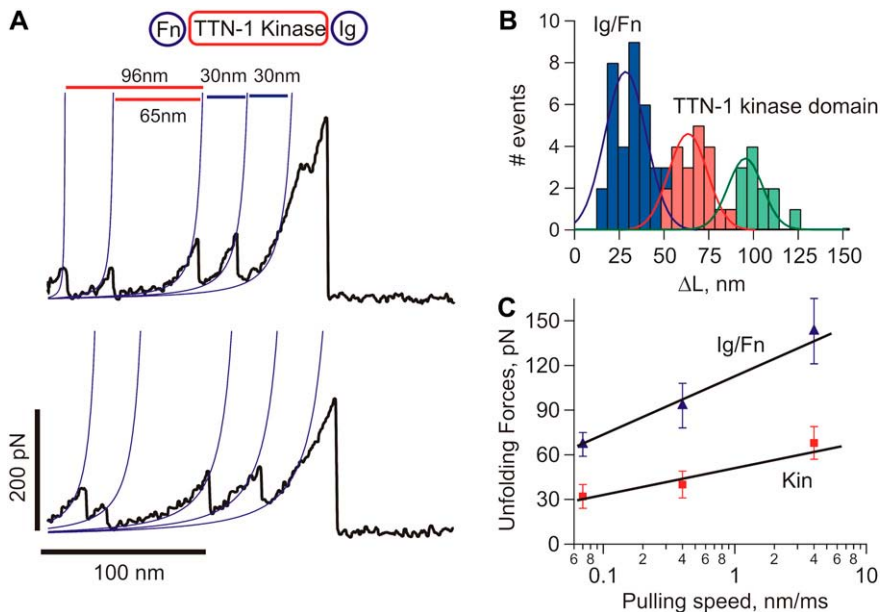 A
Fn TTN-1 Kinase Ig
96nm 30nm 30nm
65nm
200 pN
100 nm
B
Ig/Fn
TTN-1 kinase domain
# events
10
8
6
4
2
0
0 25 50 75 100 125 150
ΔL, nm
C
Unfolding Forces, pN
150
120
90
60
30
0
Ig/Fn
Kin
6 8 2 4 6 8 2 4 6 8
0.1 1 10
Pulling speed, nm/ms